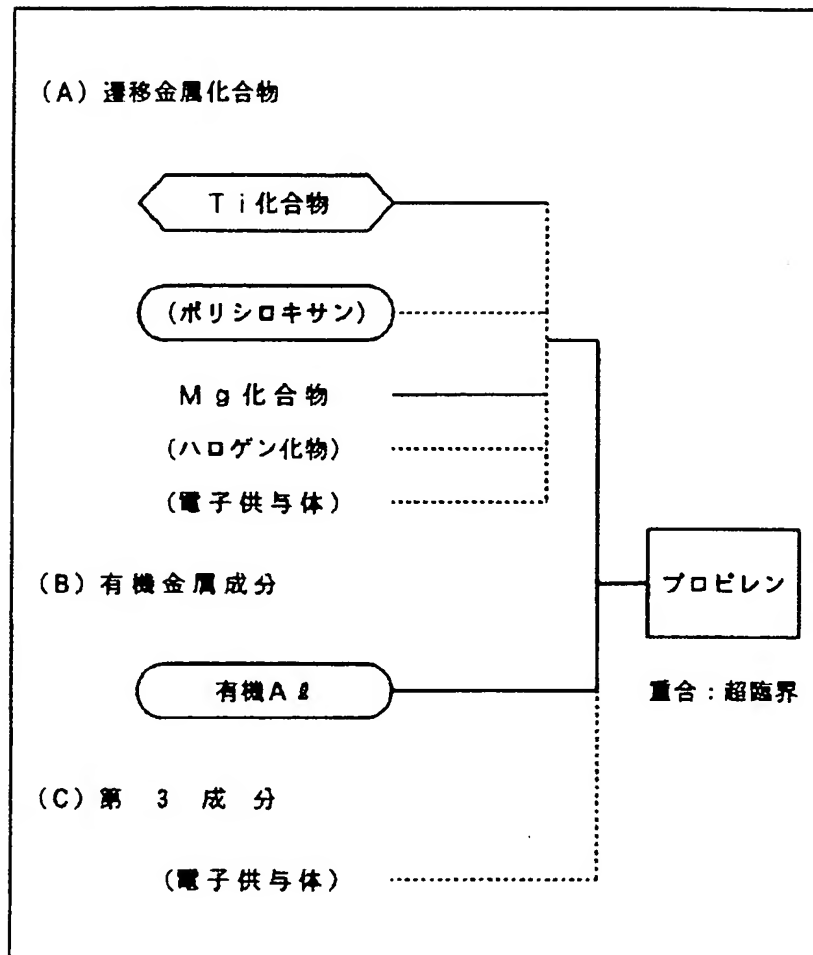 (A) 遷移金属化合物
Ti化合物
(ポリシロキサン)
Mg化合物
(ハロゲン化物)
(電子供与体)
(B) 有機金属成分
プロピレン
有機Aℓ
重合:超臨界
(C) 第 3 成 分
(電子供与体)